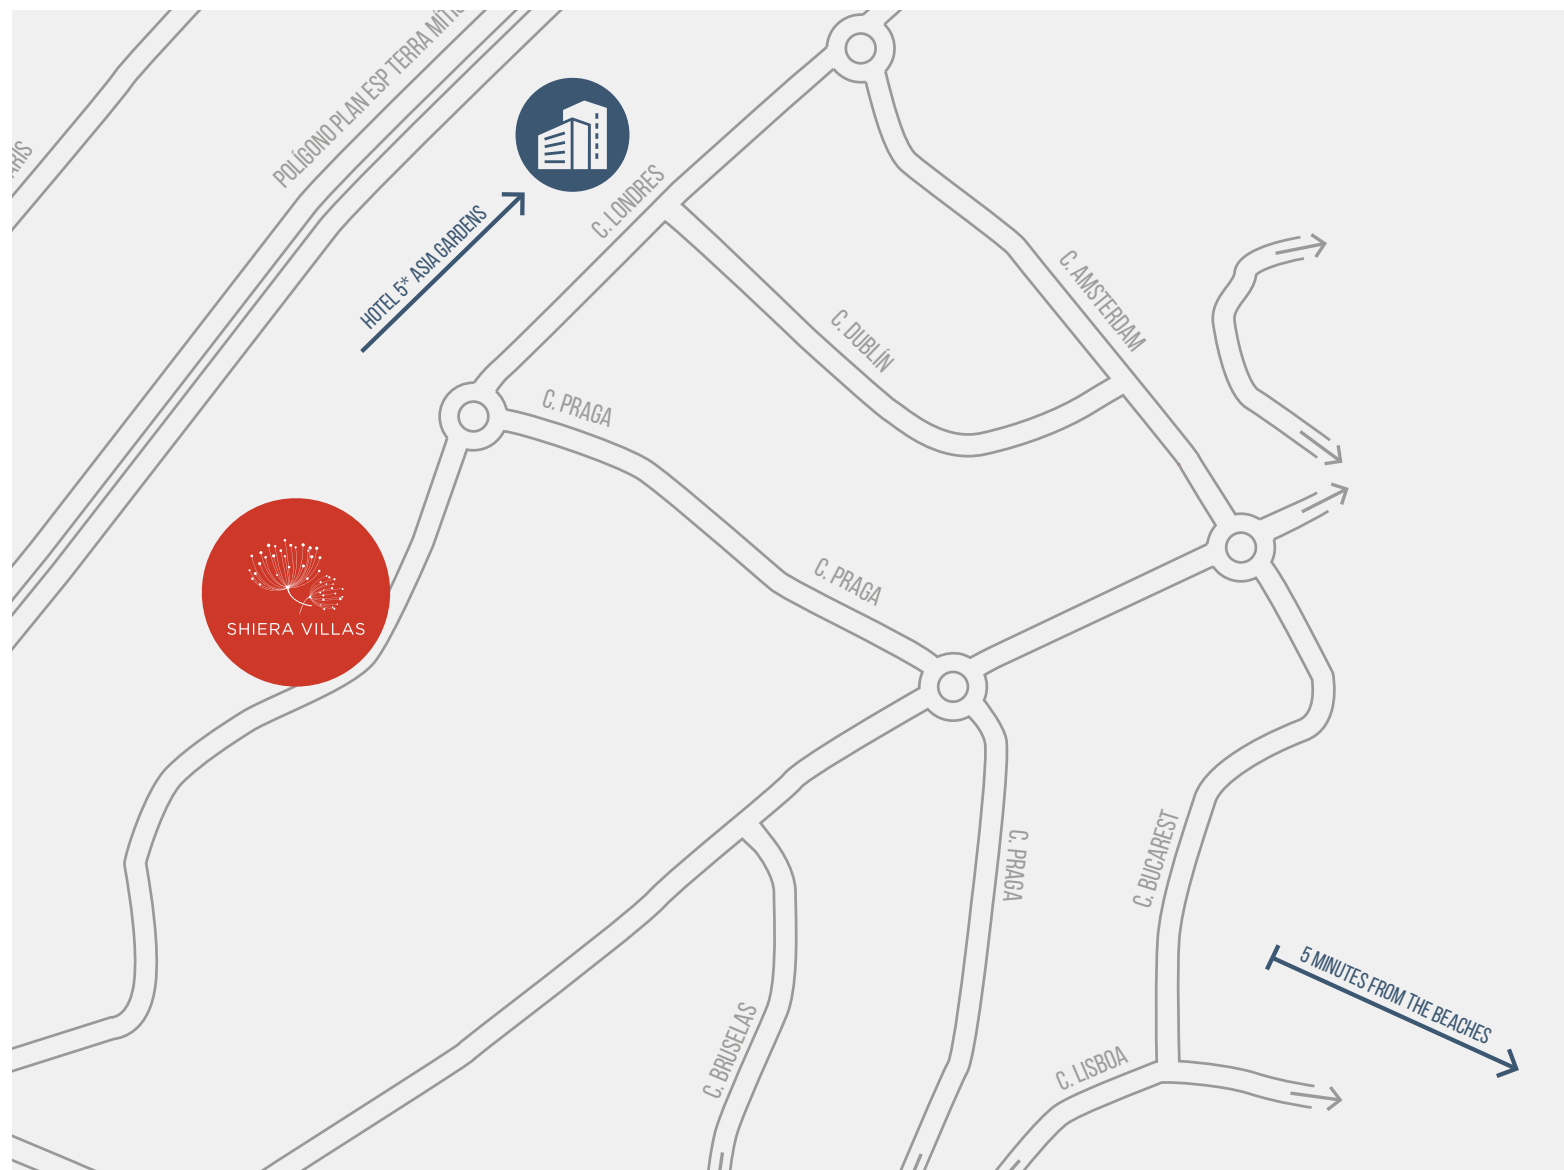 POLÍGONO PLAN ESP TERRA
HOTEL 5* ASIA GARDENS
C. LONDRES
C. AMSTERDAM
C. DUBLÍN
C. PRAGA
C. PRAGA
SHIERA VILLAS
C. PRAGA
C. BUCAREST
5 MINUTES FROM THE BEACHES
C. BRUSELAS
C. LISBOA